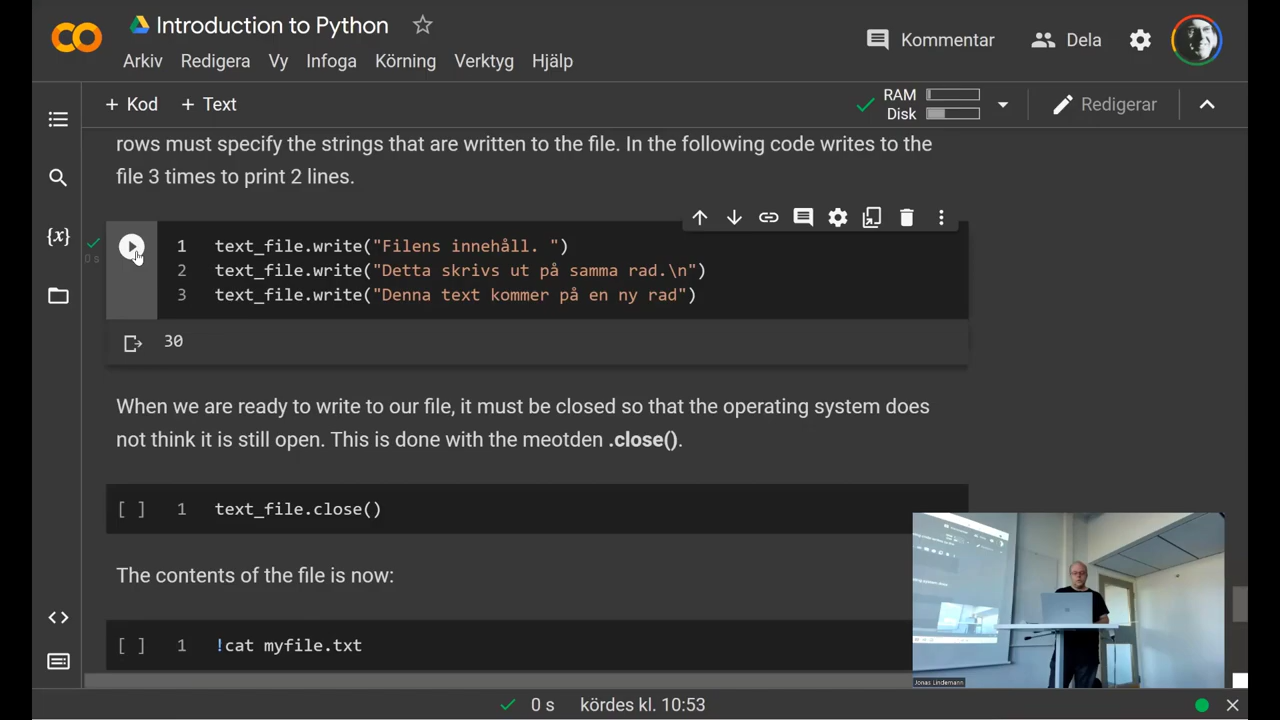 Introduction to Python
Arkiv Redigera Vy Infoga Körning Verktyg Hjälp
Kommentar
Dela
+ Kod + Text
RAM
Disk
Redigerar
rows must specify the strings that are written to the file. In the following code writes to the
file 3 times to print 2 lines.
{x}
0 s
1 text_file.write("Filens innehåll. ")
2 text_file.write("Detta skrivs ut på samma rad.\n")
3 text_file.write("Denna text kommer på en ny rad")
30
When we are ready to write to our file, it must be closed so that the operating system does
not think it is still open. This is done with the meotden .close().
[ ] 1 text_file.close()
The contents of the file is now:
[ ] 1 !cat myfile.txt
Jonas Lindemann
0 s kördes kl. 10:53